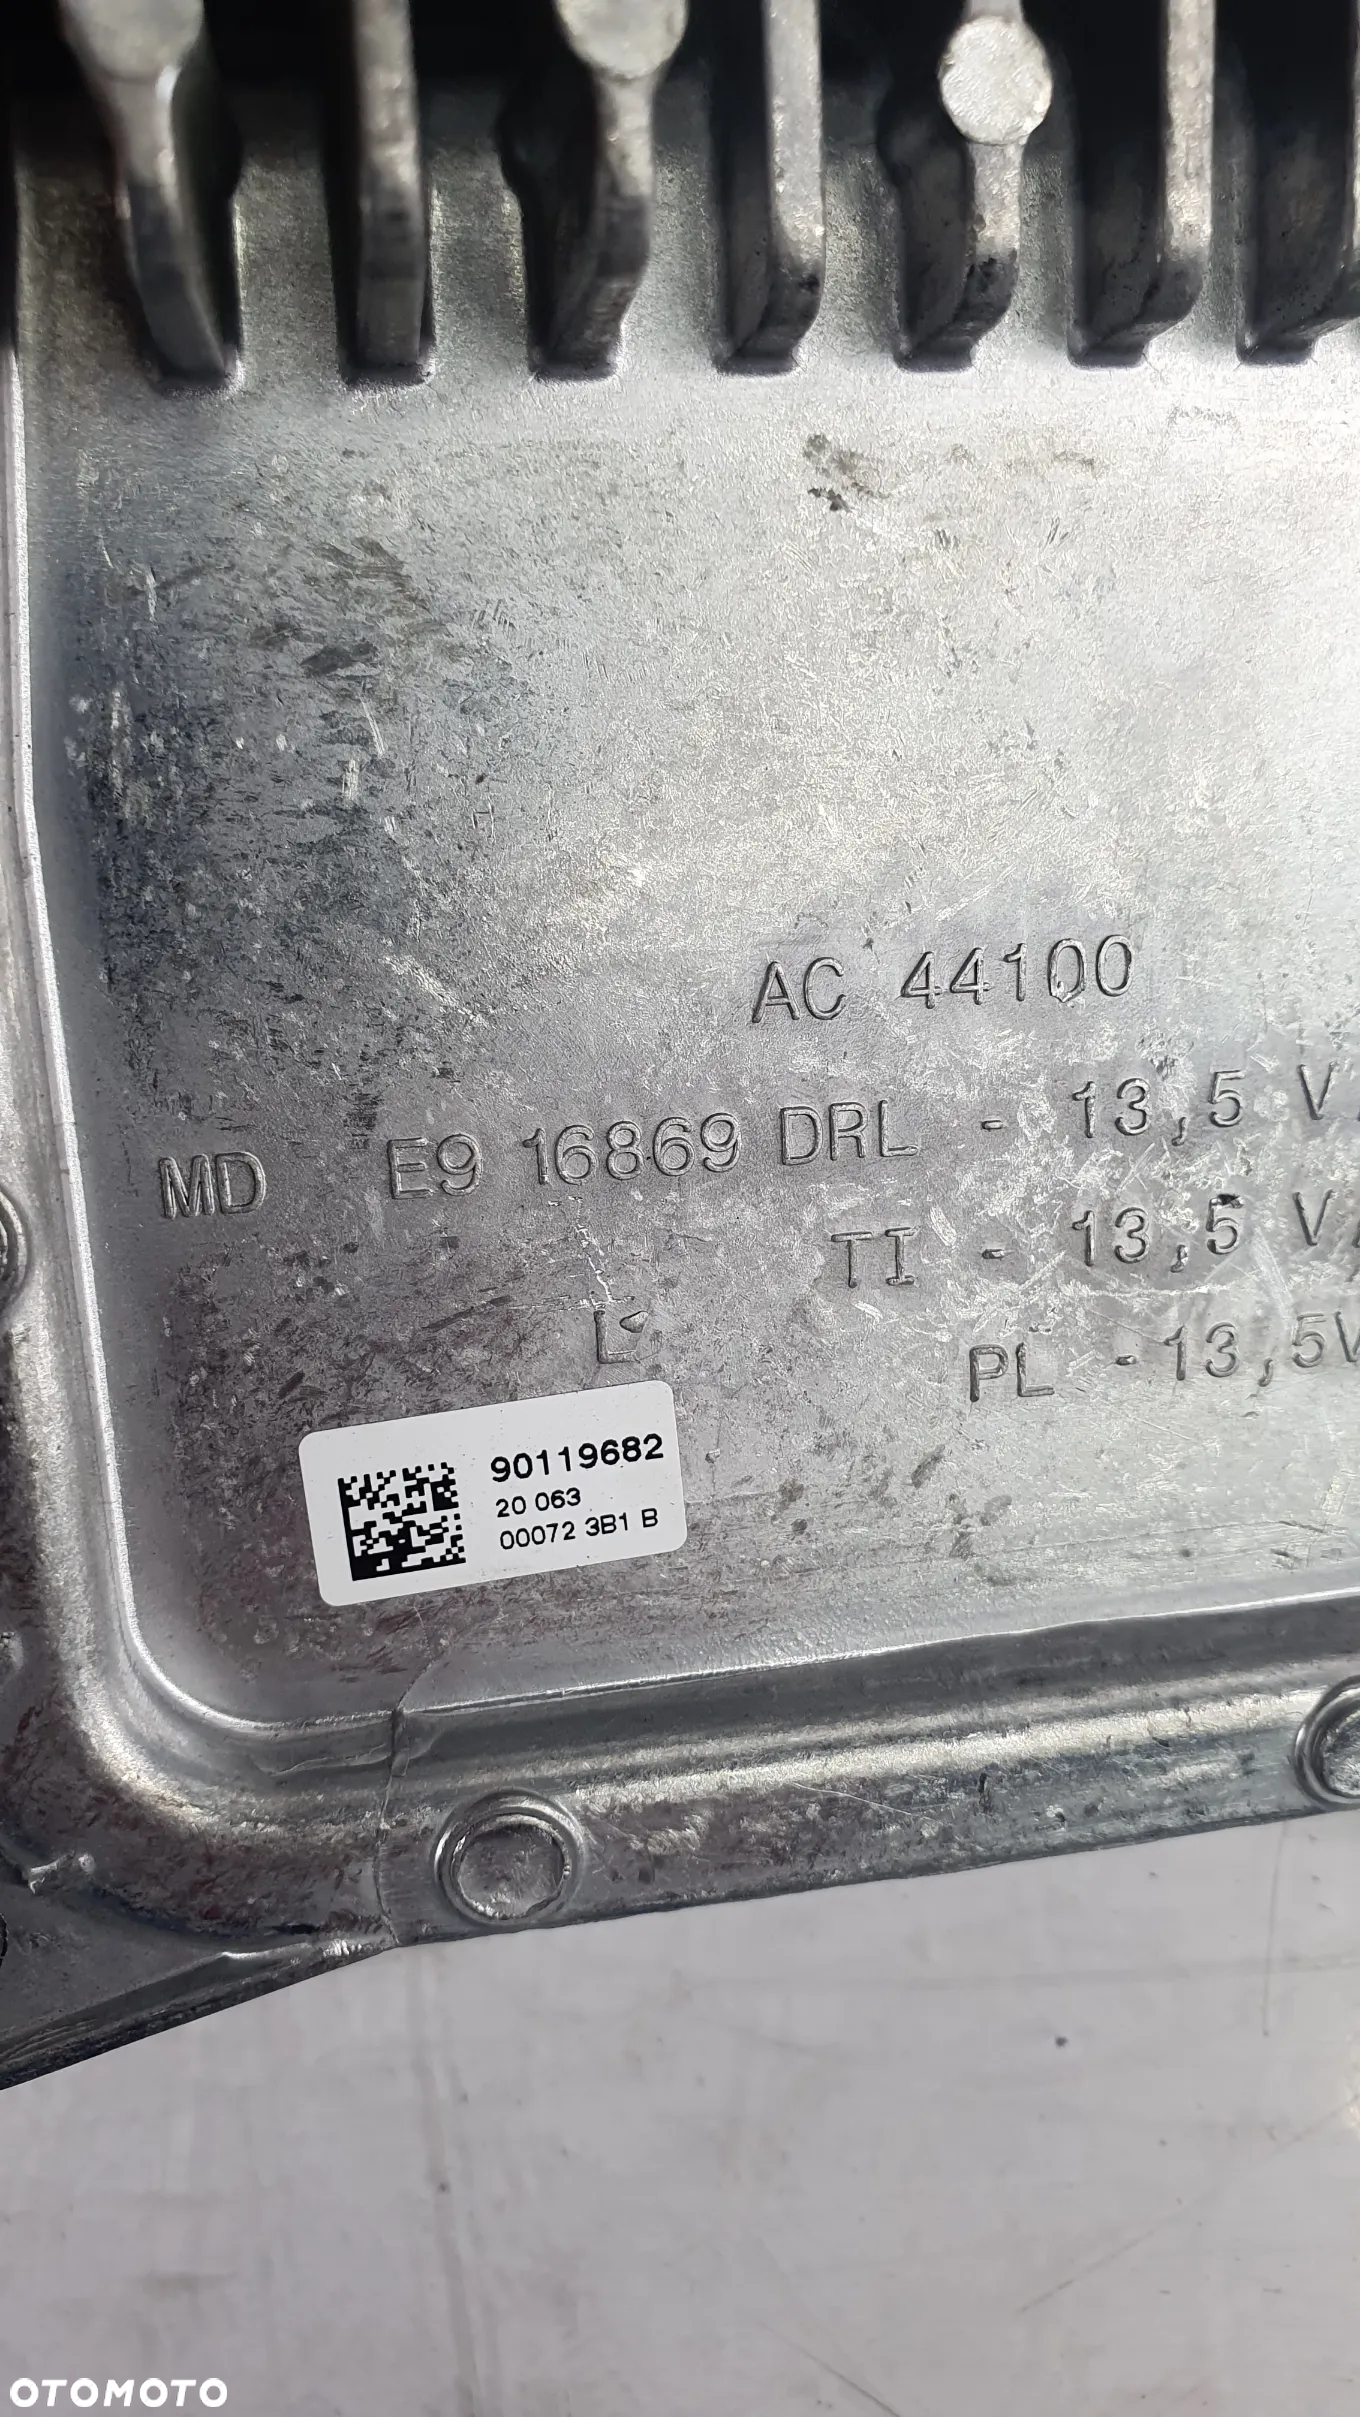 AC 44100
MD E9 16869 DRL - 13,5 V
TI - 13,5 V
L
PL - 13,5V
90119682
20 063
00072 3B1 B
OTOMOTO